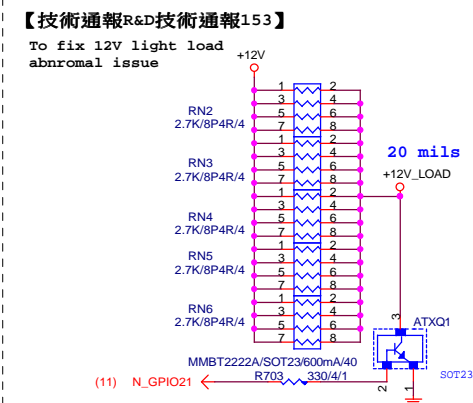 【技術通報R&D技術通報153】
To fix 12V light load
abnromal issue
+12V
1 2
3 4
RN2 5 6
2.7K/8P4R/4 7 8
1 2
3 4
RN3 5 6
2.7K/8P4R/4 7 8
20 mils
+12V_LOAD
1 2
3 4
RN4 5 6
2.7K/8P4R/4 7 8
1 2
3 4
RN5 5 6
2.7K/8P4R/4 7 8
1 2
3 4
RN6 5 6
2.7K/8P4R/4 7 8
3
ATXQ1
MMBT2222A/SOT23/600mA/40
SOT23
(11) N_GPIO21 R703 330/4/1
2 1